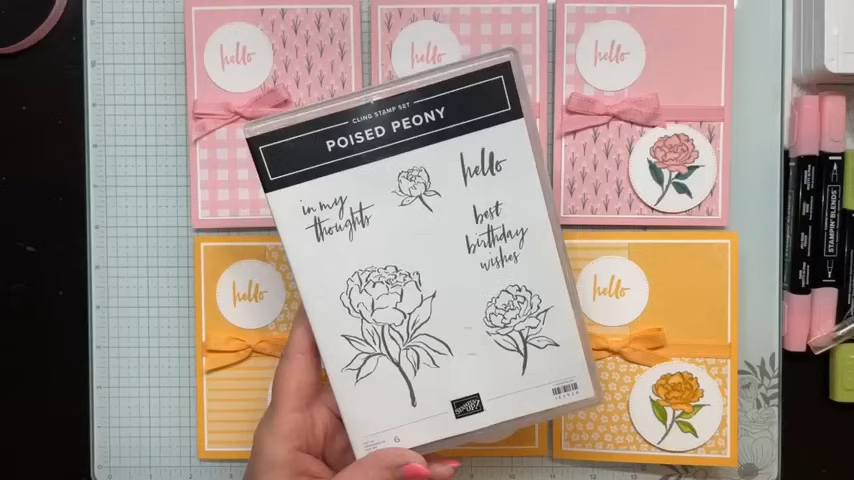 hello
hello
hello
CLING STAMP SET
POISED PEONY
in my
thoughts
hello
best
birthday
wishes
STAMPIN' UP!
6
hello
hello
STAMPIN' BLENDS